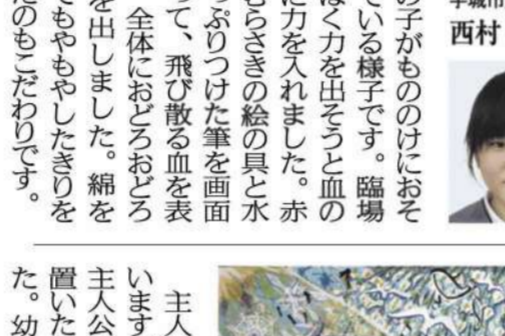 西村
の子がもののけにおそ
ている様子です。臨場
はく力を出そうと血の
に力を入れました。赤
むらさきの絵の具と水
っぷりつけた筆を画面
って、飛び散る血を表
全体におどろおどろ
を出しました。綿を
てもやもやしたきりを
たのもこだわりです。
主人
います
主人公
置いた
た。幼